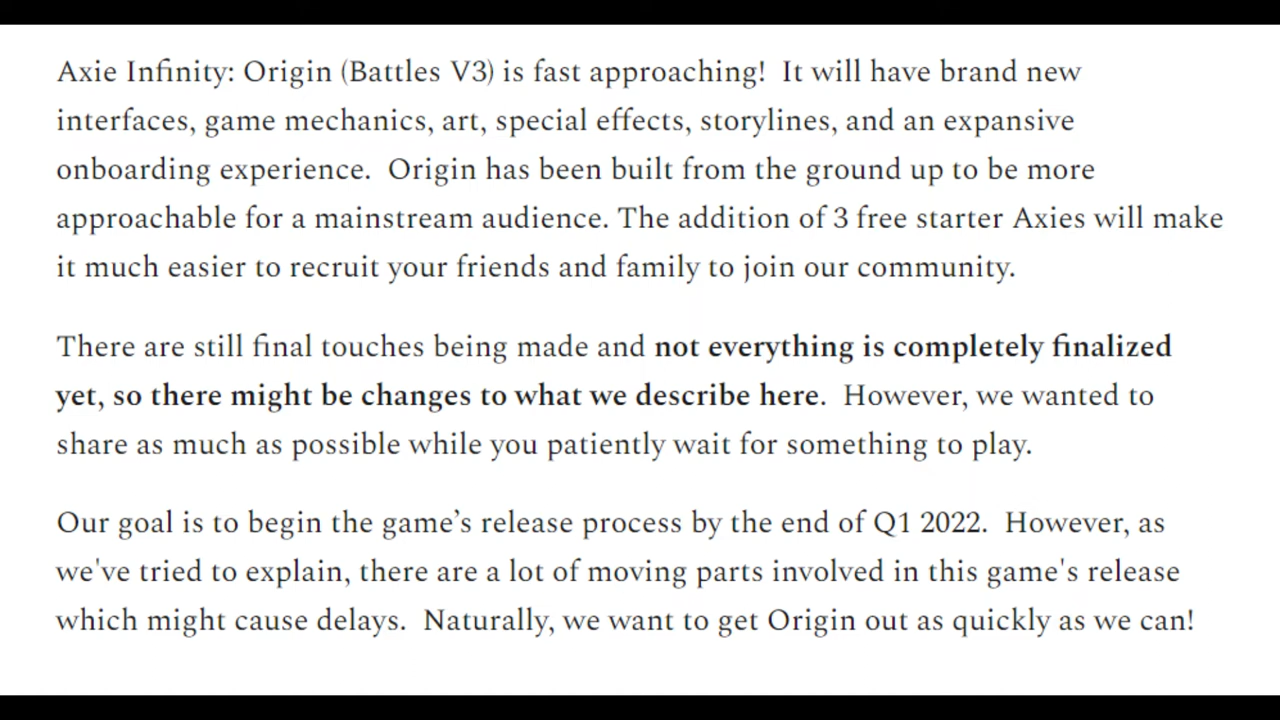 Axie Infinity: Origin (Battles V3) is fast approaching!  It will have brand new
interfaces, game mechanics, art, special effects, storylines, and an expansive
onboarding experience.  Origin has been built from the ground up to be more
approachable for a mainstream audience. The addition of 3 free starter Axies will make
it much easier to recruit your friends and family to join our community.
There are still final touches being made and not everything is completely finalized
yet, so there might be changes to what we describe here.  However, we wanted to
share as much as possible while you patiently wait for something to play.
Our goal is to begin the game’s release process by the end of Q1 2022.  However, as
we've tried to explain, there are a lot of moving parts involved in this game's release
which might cause delays.  Naturally, we want to get Origin out as quickly as we can!